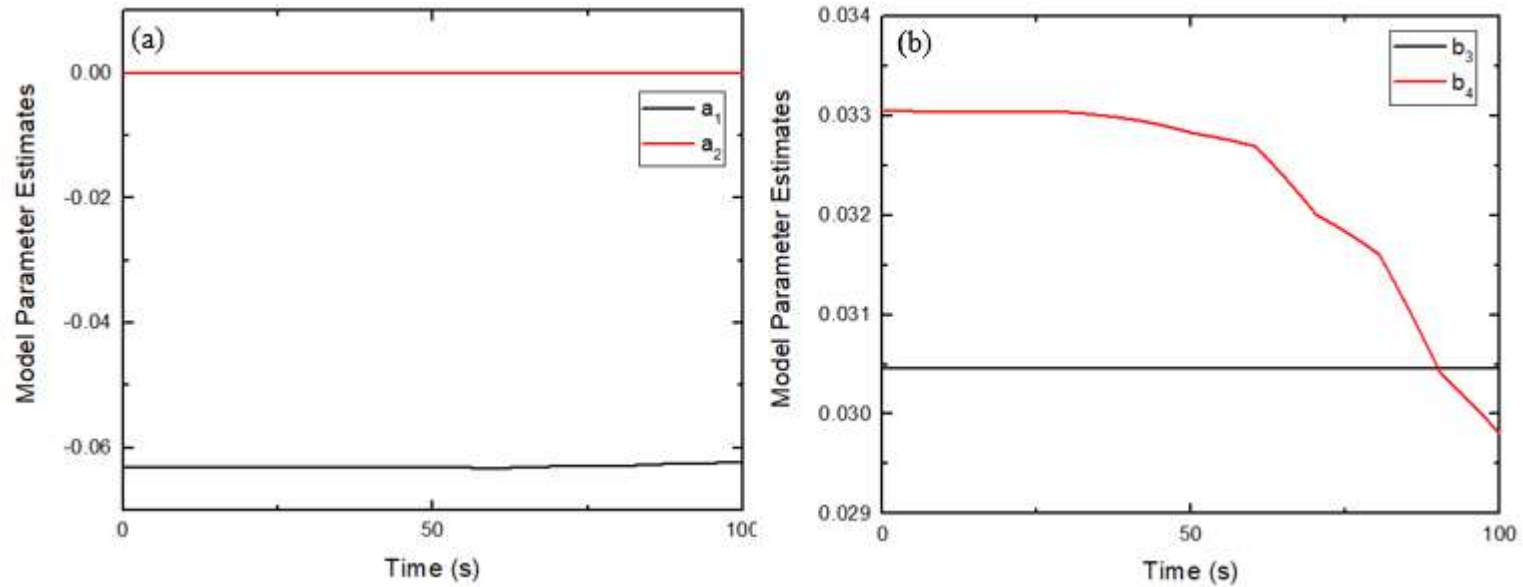 (a)
Model Parameter Estimates
0.00
-0.02
-0.04
-0.06
0
50
100
Time (s)
a1
a2
(b)
Model Parameter Estimates
0.034
0.033
0.032
0.031
0.030
0.029
0
50
100
Time (s)
b3
b4